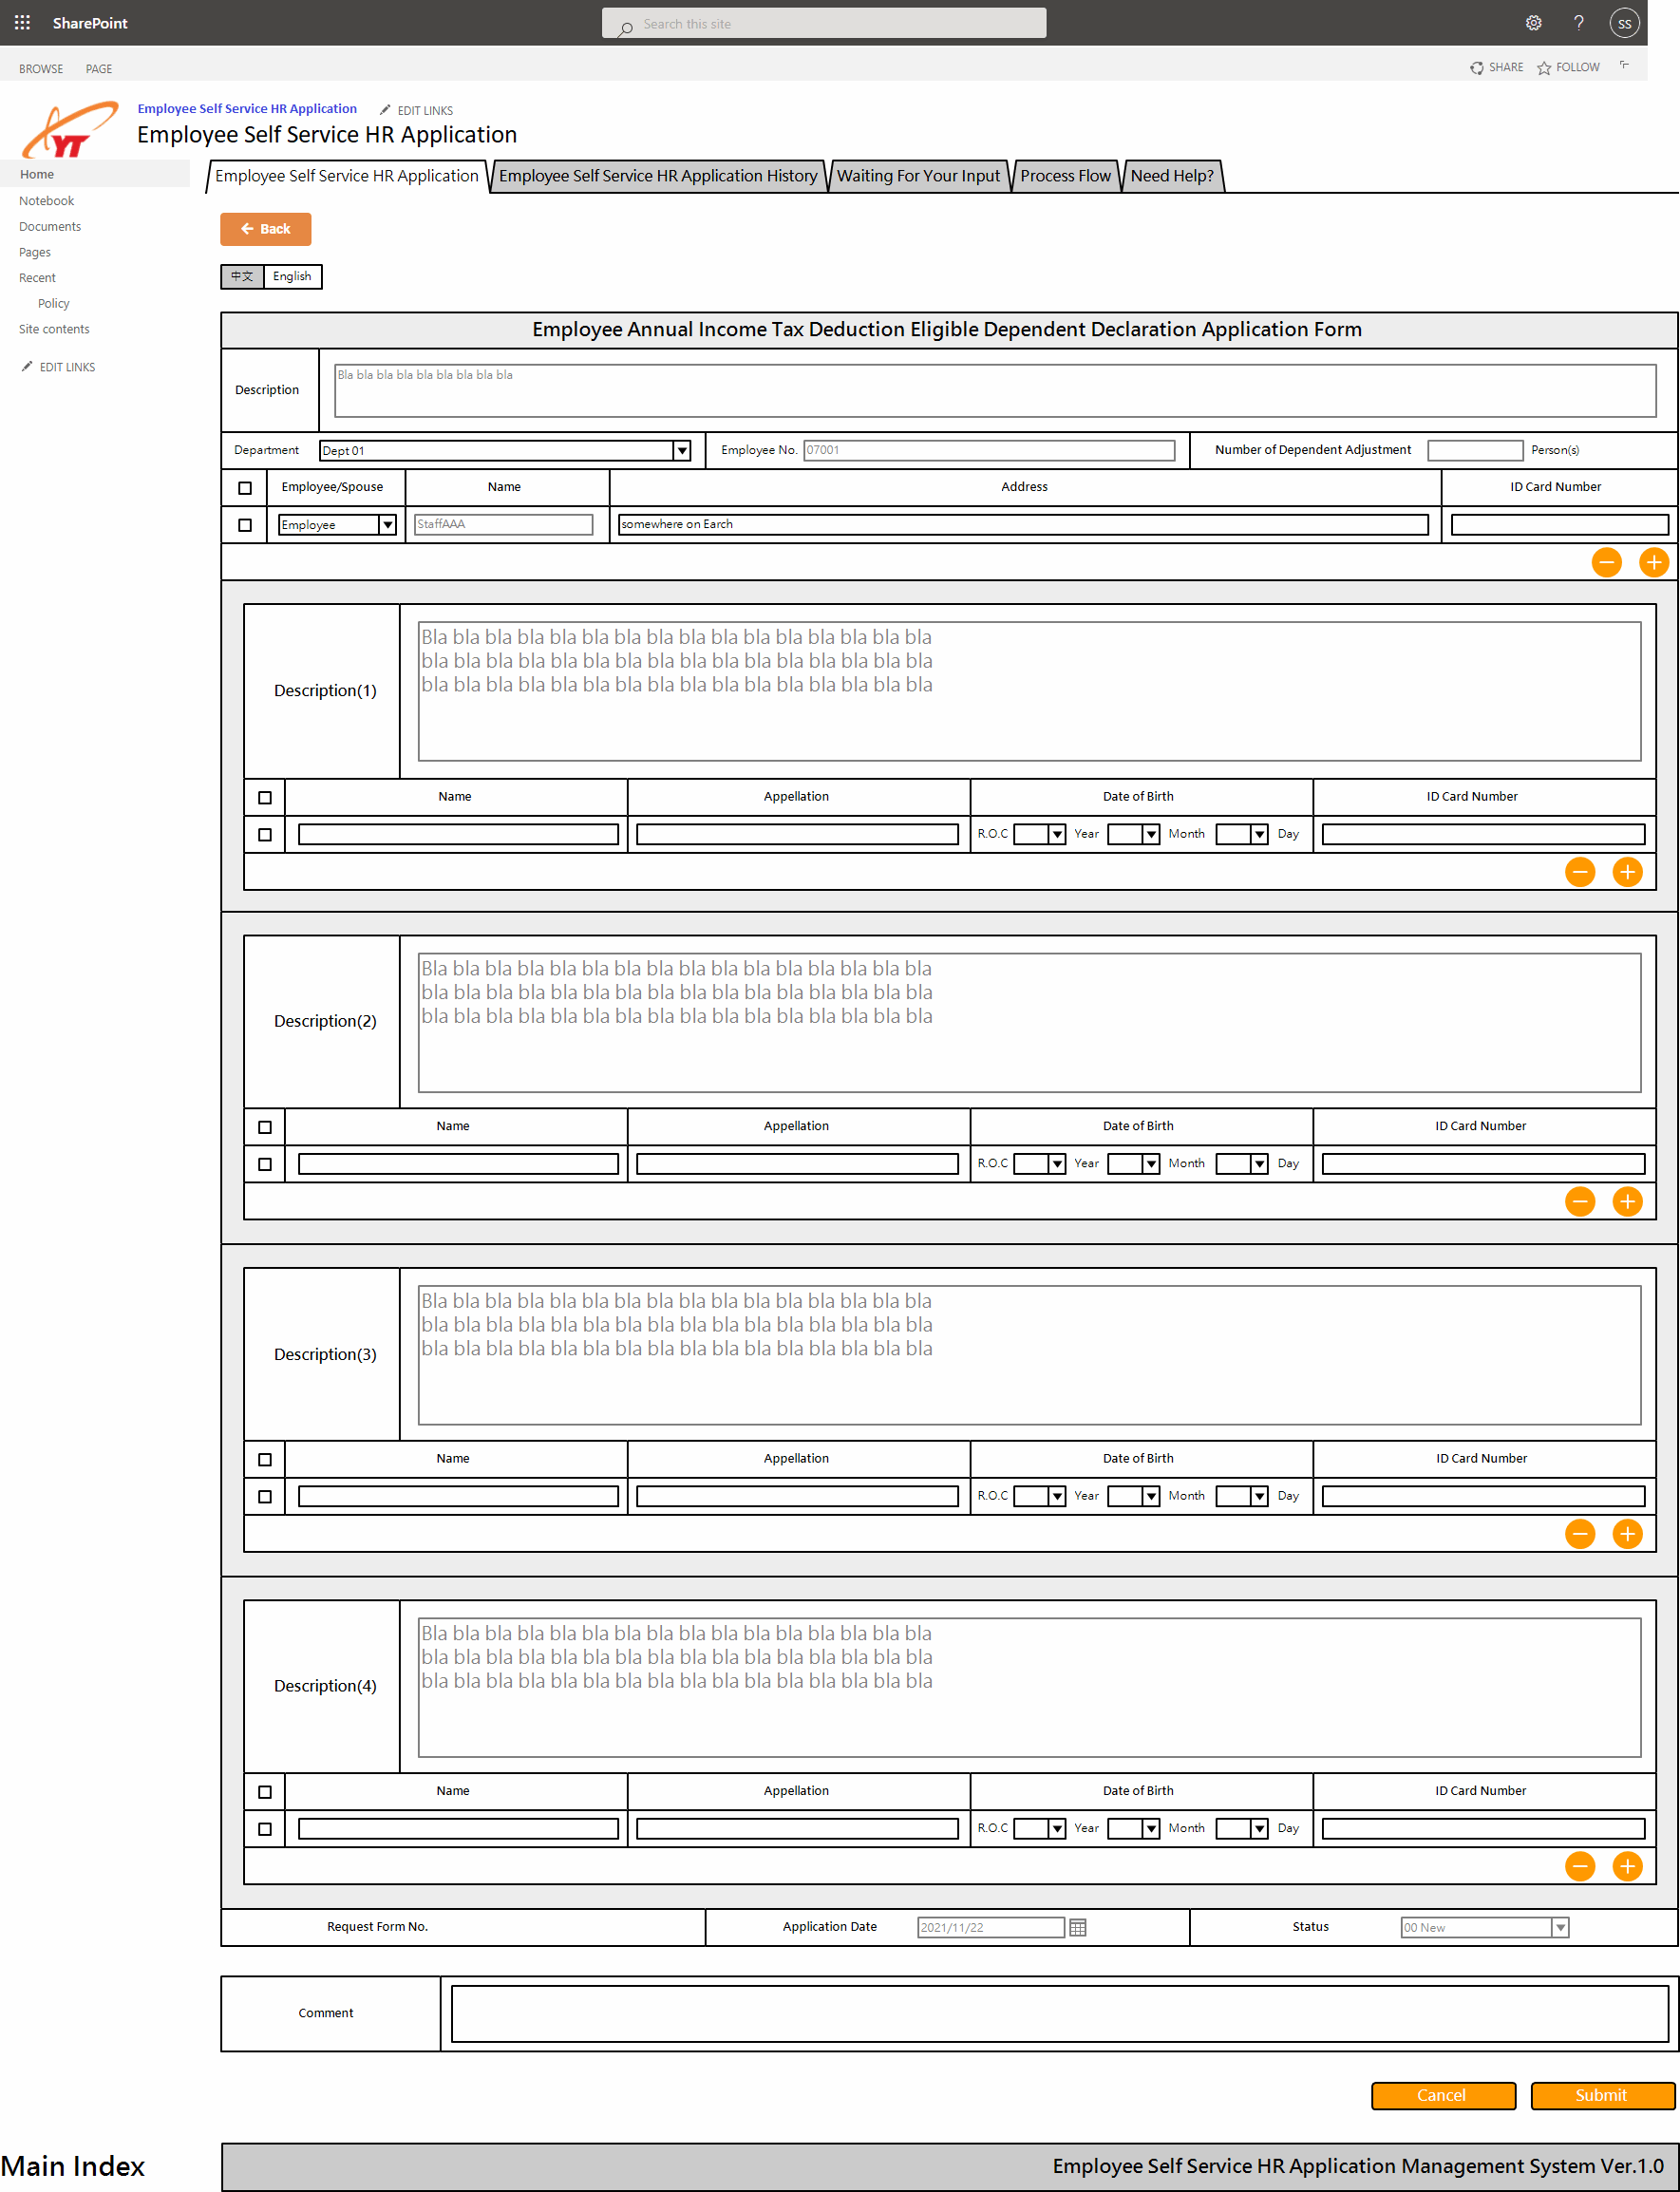 SharePoint
Search this site
?
SS
BROWSE PAGE
SHARE FOLLOW
YT
Employee Self Service HR Application EDIT LINKS
Employee Self Service HR Application
Home
Notebook
Documents
Pages
Recent
Policy
Site contents
EDIT LINKS
Employee Self Service HR Application Employee Self Service HR Application History Waiting For Your Input Process Flow Need Help?
Back
中文 English
Employee Annual Income Tax Deduction Eligible Dependent Declaration Application Form
Description Bla bla bla bla bla bla bla bla bla
Department Dept 01 Employee No. 07001 Number of Dependent Adjustment Person(s)
Employee/Spouse Name Address ID Card Number
Employee StaffAAA somewhere on Earch
Description(1)
Bla bla bla bla bla bla bla bla bla bla bla bla bla bla bla bla
bla bla bla bla bla bla bla bla bla bla bla bla bla bla bla bla
bla bla bla bla bla bla bla bla bla bla bla bla bla bla bla bla
Name Appellation Date of Birth ID Card Number
R.O.C Year Month Day
Description(2)
Bla bla bla bla bla bla bla bla bla bla bla bla bla bla bla bla
bla bla bla bla bla bla bla bla bla bla bla bla bla bla bla bla
bla bla bla bla bla bla bla bla bla bla bla bla bla bla bla bla
Name Appellation Date of Birth ID Card Number
R.O.C Year Month Day
Description(3)
Bla bla bla bla bla bla bla bla bla bla bla bla bla bla bla bla
bla bla bla bla bla bla bla bla bla bla bla bla bla bla bla bla
bla bla bla bla bla bla bla bla bla bla bla bla bla bla bla bla
Name Appellation Date of Birth ID Card Number
R.O.C Year Month Day
Description(4)
Bla bla bla bla bla bla bla bla bla bla bla bla bla bla bla bla
bla bla bla bla bla bla bla bla bla bla bla bla bla bla bla bla
bla bla bla bla bla bla bla bla bla bla bla bla bla bla bla bla
Name Appellation Date of Birth ID Card Number
R.O.C Year Month Day
Request Form No. Application Date 2021/11/22 Status 00 New
Comment
Cancel Submit
Main Index Employee Self Service HR Application Management System Ver.1.0